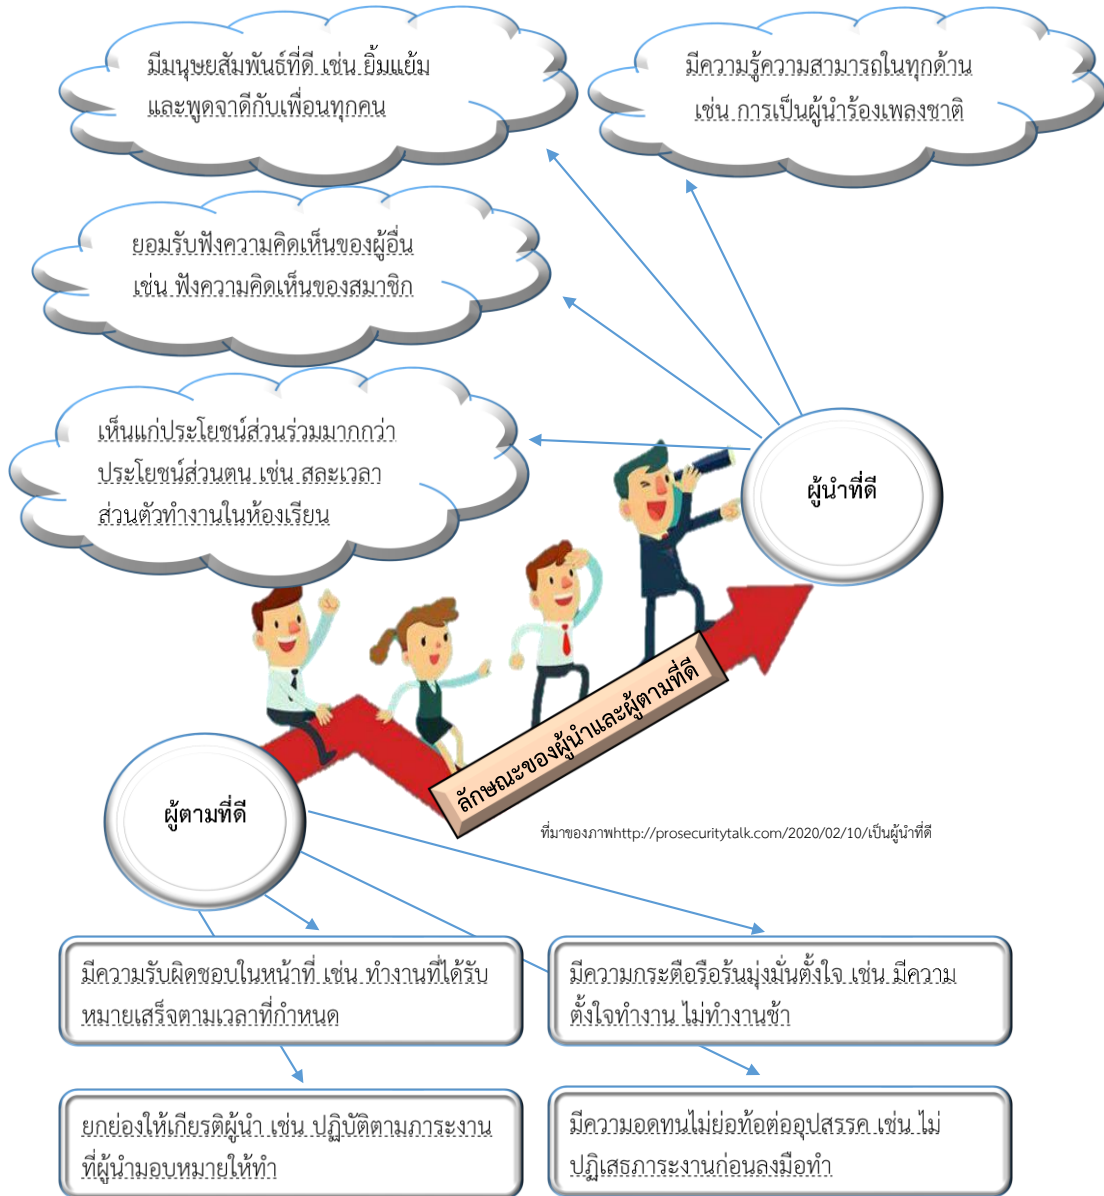 มีมนุษยสัมพันธ์ที่ดี เช่น ยิ้มแย้ม
และพูดจาดีกับเพื่อนทุกคน
มีความรู้ความสามารถในทุกด้าน
เช่น การเป็นผู้นำร้องเพลงชาติ
ยอมรับฟังความคิดเห็นของผู้อื่น
เช่น ฟังความคิดเห็นของสมาชิก
เห็นแก่ประโยชน์ส่วนร่วมมากกว่า
ประโยชน์ส่วนตน เช่น สละเวลา
ส่วนตัวทำงานในห้องเรียน
ผู้นำที่ดี
ลักษณะของผู้นำและผู้ตามที่ดี
ผู้ตามที่ดี
ที่มาของภาพhttp://prosecuritytalk.com/2020/02/10/เป็นผู้นำที่ดี
มีความรับผิดชอบในหน้าที่ เช่น ทำงานที่ได้รับ
หมายเสร็จตามเวลาที่กำหนด
มีความกระตือรือร้นมุ่งมั่นตั้งใจ เช่น มีความ
ตั้งใจทำงาน ไม่ทำงานช้า
ยกย่องให้เกียรติผู้นำ เช่น ปฏิบัติตามภาระงาน
ที่ผู้นำมอบหมายให้ทำ
มีความอดทนไม่ย่อท้อต่ออุปสรรค เช่น ไม่
ปฏิเสธภาระงานก่อนลงมือทำ